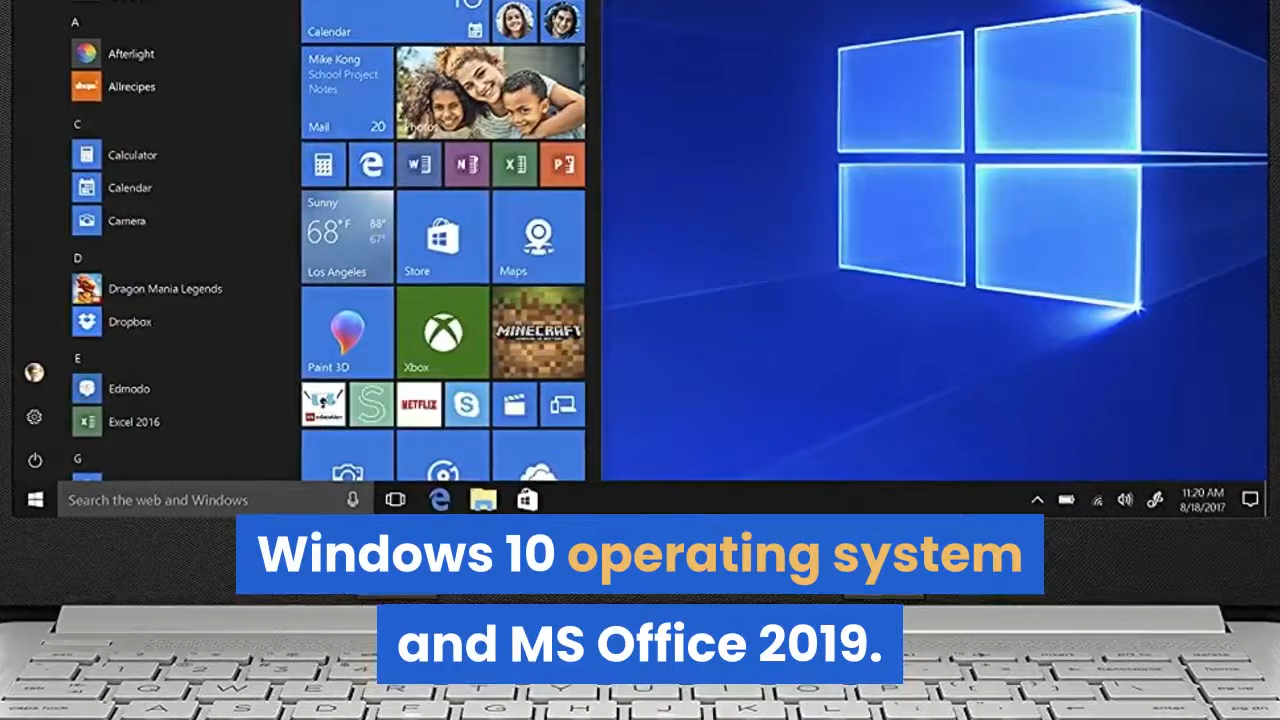 A
Afterlight
Allrecipes
C
Calculator
Calendar
Camera
D
Dragon Mania Legends
Dropbox
E
Edmodo
Excel 2016
G
Calendar
Mike Kong
School Project
Notes
Mail 20
Photos
Sunny
68°F 88°
67°
Los Angeles
Store
Maps
Paint 3D
Xbox
MINECRAFT
NETFLIX
Search the web and Windows
11:20 AM
8/18/2017
Windows 10 operating system
and MS Office 2019.
Q W E R T Y U I O P
A S D F G H J K L